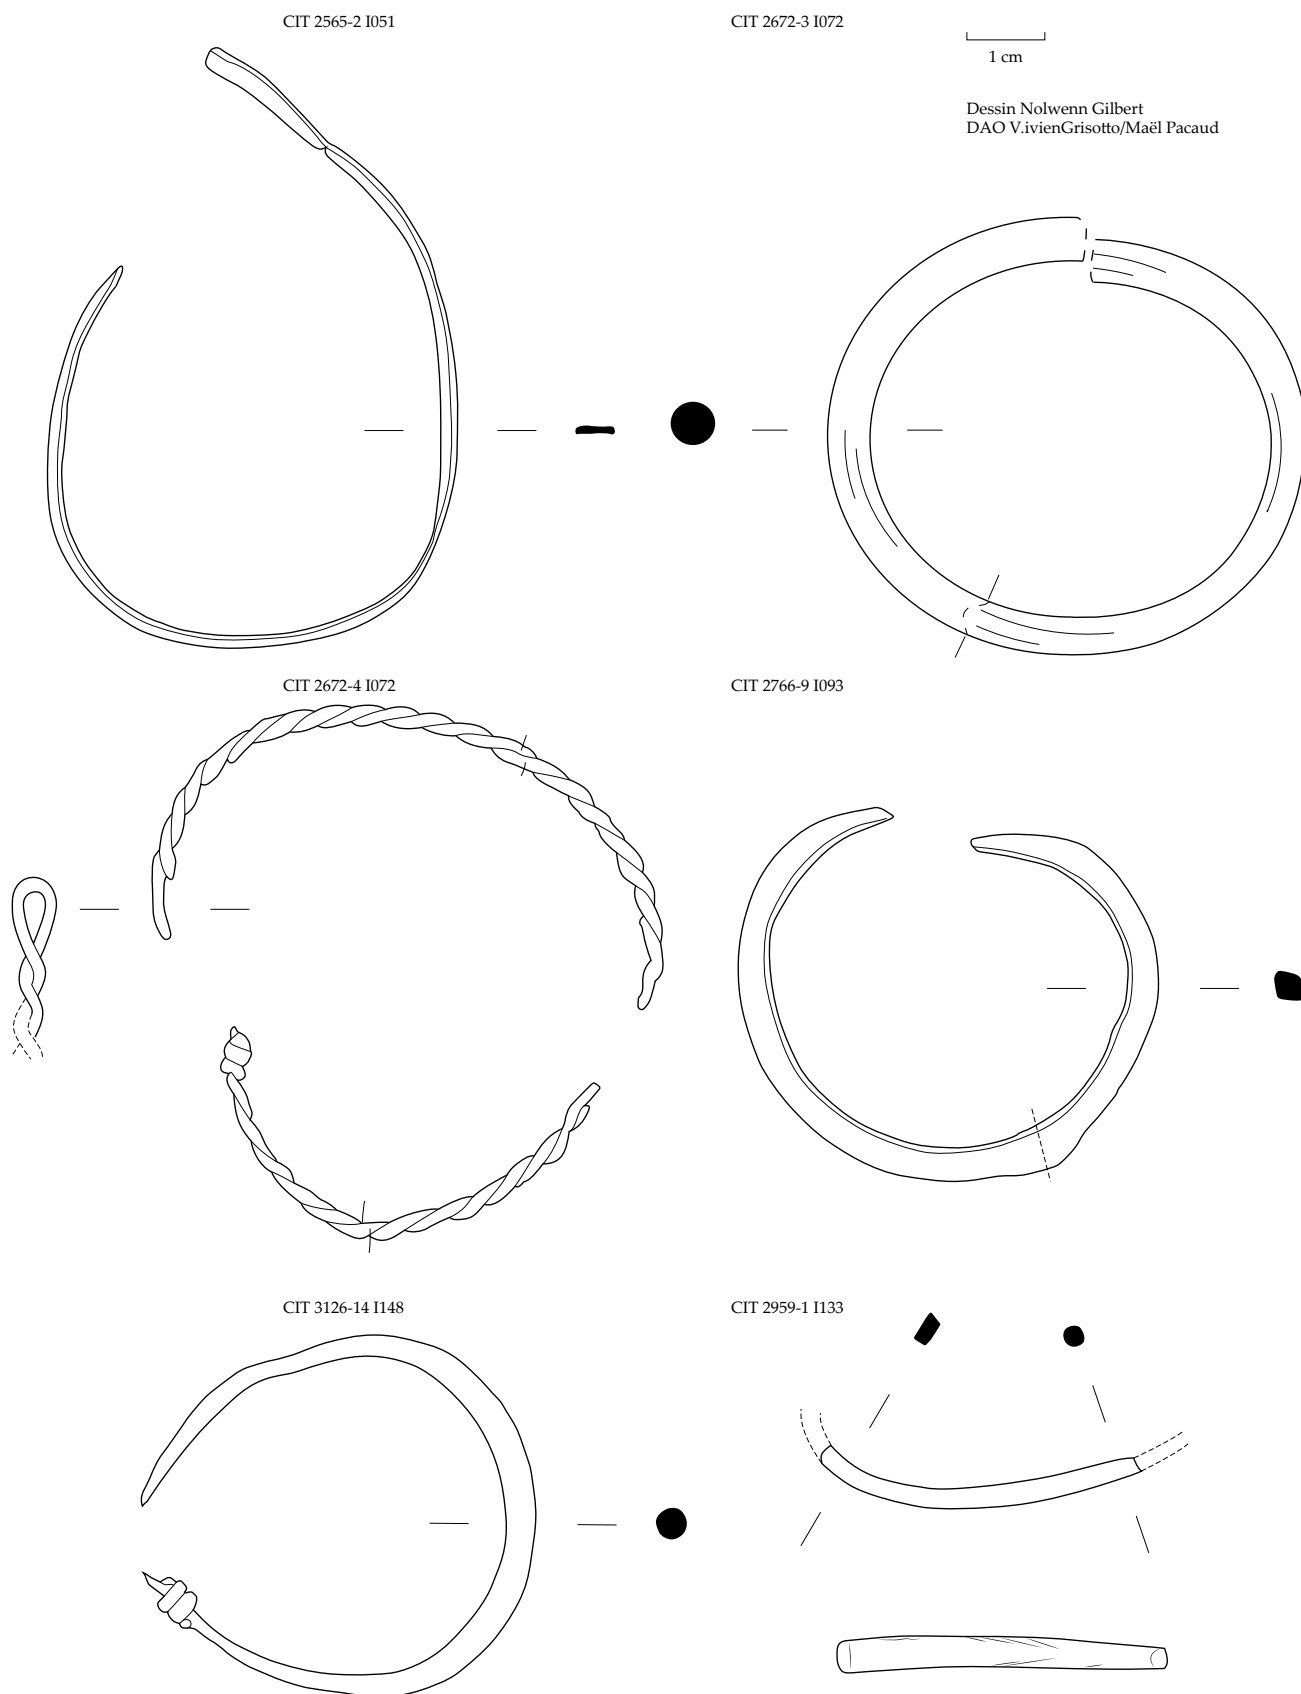 CIT 2565-2 I051
CIT 2672-3 I072
1 cm
Dessin Nolwenn Gilbert
DAO V.ivienGrisotto/Maël Pacaud
CIT 2672-4 I072
CIT 2766-9 I093
CIT 3126-14 I148
CIT 2959-1 I133